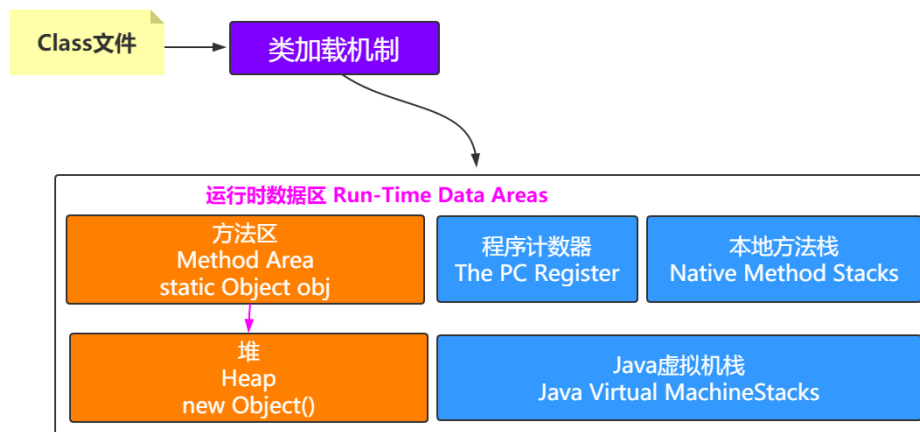 Class文件
类加载机制
运行时数据区 Run-Time Data Areas
方法区
Method Area
static Object obj
程序计数器
The PC Register
本地方法栈
Native Method Stacks
堆
Heap
new Object()
Java虚拟机栈
Java Virtual MachineStacks